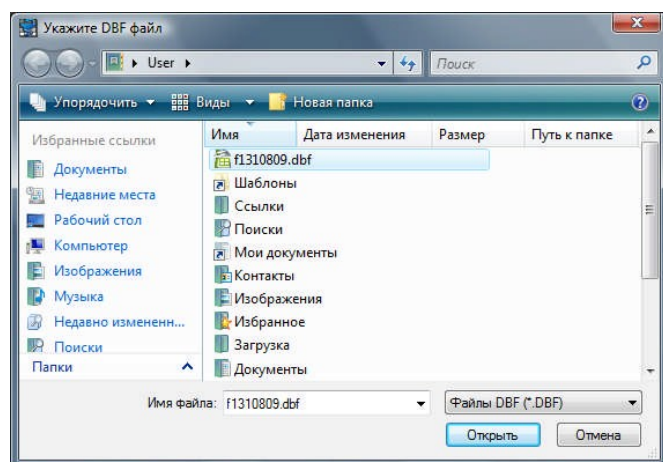 Укажите DBF файл
User
Поиск
Упорядочить Виды Новая папка
Избранные ссылки
Документы
Недавние места
Рабочий стол
Компьютер
Изображения
Музыка
Недавно измененн...
Поиски
Папки
Имя Дата изменения Размер Путь к папке
f1310809.dbf
Шаблоны
Ссылки
Поиски
Мои документы
Контакты
Изображения
Избранное
Загрузка
Документы
Имя файла: f1310809.dbf Файлы DBF (*.DBF)
Открыть Отмена